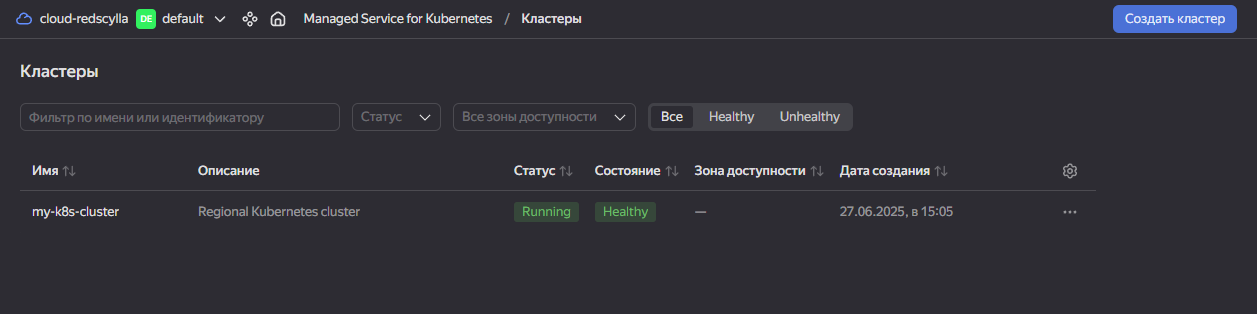 cloud-redscylla DE default Managed Service for Kubernetes / Кластеры Создать кластер
Кластеры
Фильтр по имени или идентификатору Статус Все зоны доступности Все Healthy Unhealthy
Имя Описание Статус Состояние Зона доступности Дата создания
my-k8s-cluster Regional Kubernetes cluster Running Healthy — 27.06.2025, в 15:05